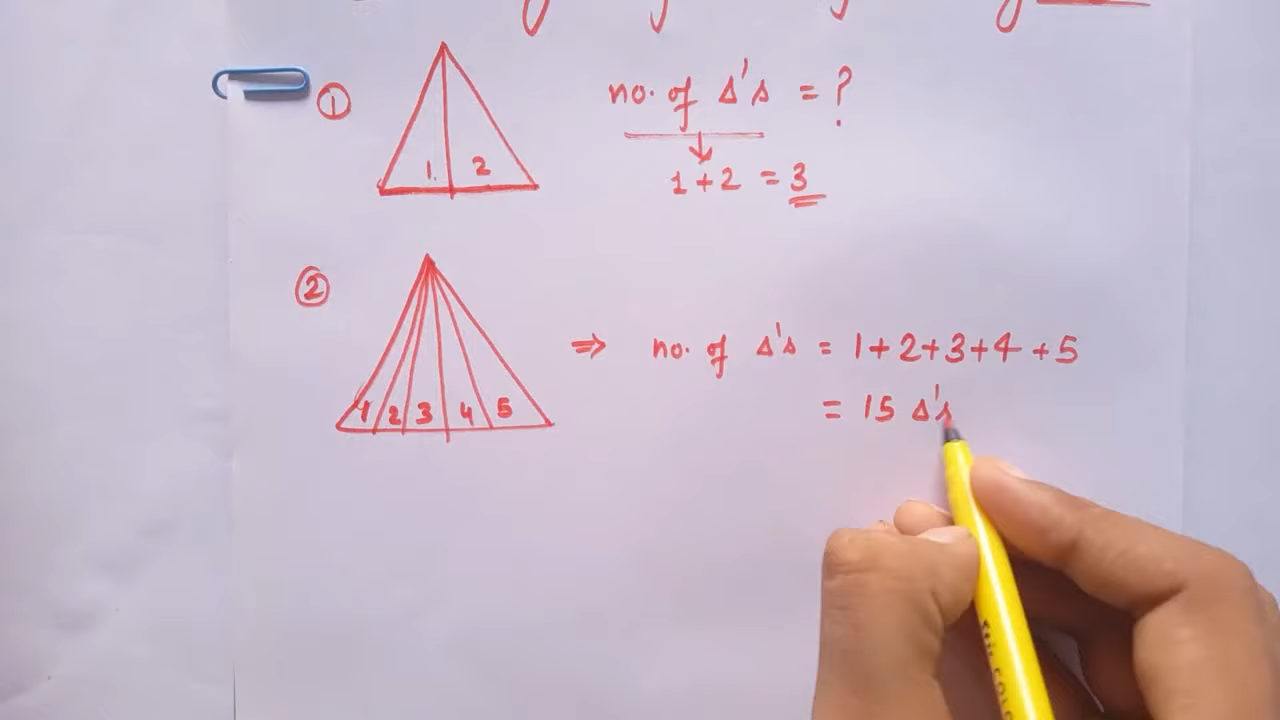 ① no. of Δ's = ?
1 2
1 + 2 = 3
② ⇒ no. of Δ's = 1 + 2 + 3 + 4 + 5
1 2 3 4 5
= 15 Δ's